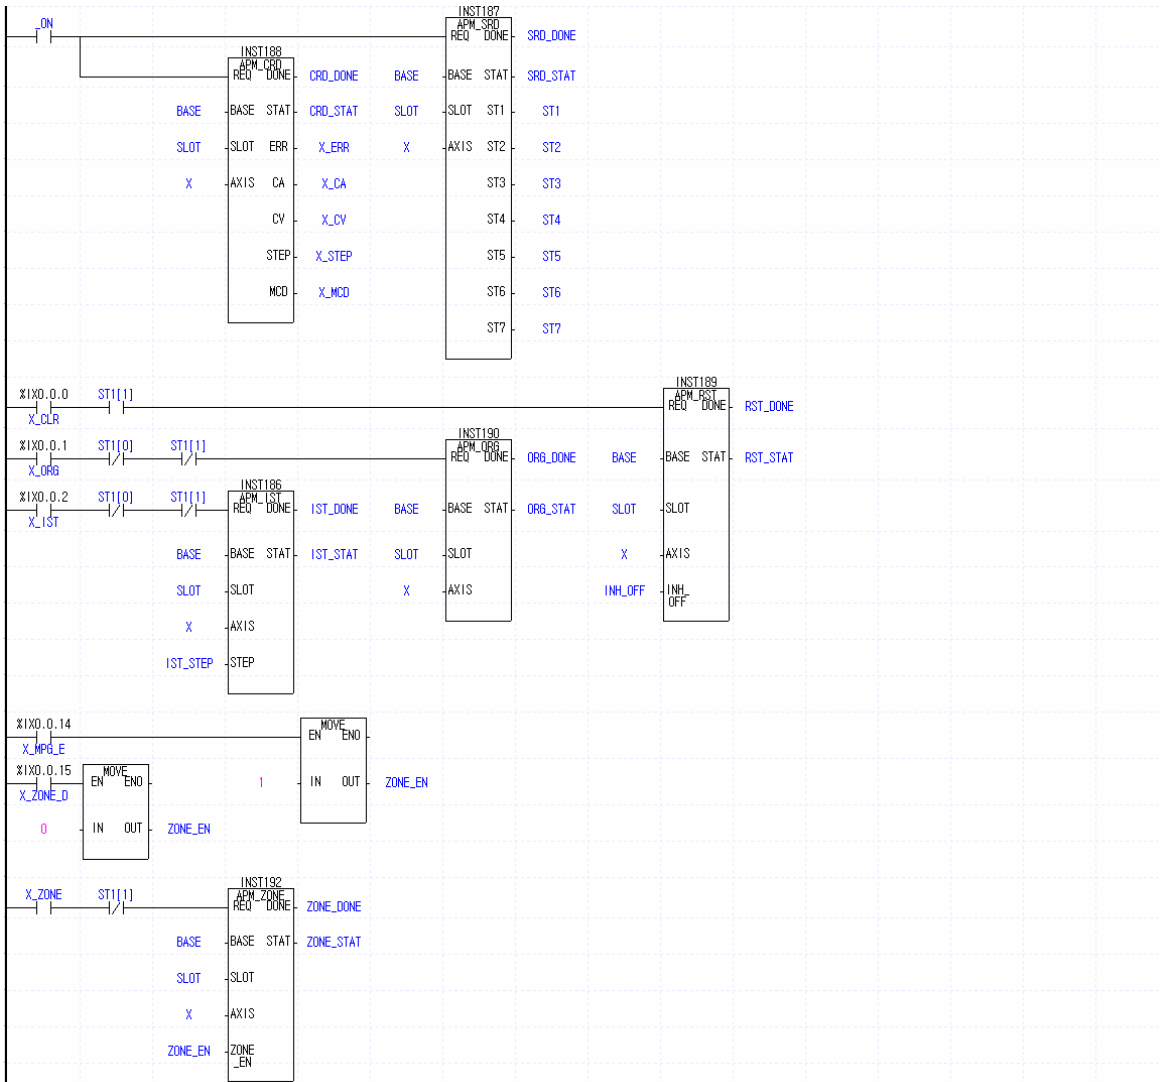 _ON
INST187
APM_SRD
REQ DONE SRD_DONE
INST188
APM_CRD
REQ DONE CRD_DONE BASE BASE STAT SRD_STAT
BASE BASE STAT CRD_STAT SLOT SLOT ST1 ST1
SLOT SLOT ERR X_ERR X AXIS ST2 ST2
X AXIS CA X_CA ST3 ST3
CV X_CV ST4 ST4
STEP X_STEP ST5 ST5
MCD X_MCD ST6 ST6
ST7 ST7
INST189
%IX0.0.0 ST1[1] APM_RST
REQ DONE RST_DONE
X_CLR
INST190
%IX0.0.1 ST1[0] ST1[1] APM_ORG
REQ DONE ORG_DONE BASE BASE STAT RST_STAT
X_ORG
INST186
%IX0.0.2 ST1[0] ST1[1] APM_IST
REQ DONE IST_DONE BASE BASE STAT ORG_STAT SLOT SLOT
X_IST
BASE BASE STAT IST_STAT SLOT SLOT X AXIS
SLOT SLOT X AXIS INH_OFF INH_
OFF
X AXIS
IST_STEP STEP
%IX0.0.14 MOVE
EN ENO
X_MPG_E
%IX0.0.15 MOVE
EN ENO 1 IN OUT ZONE_EN
X_ZONE_D
0 IN OUT ZONE_EN
INST192
X_ZONE ST1[1] APM_ZONE
REQ DONE ZONE_DONE
BASE BASE STAT ZONE_STAT
SLOT SLOT
X AXIS
ZONE_EN ZONE
_EN